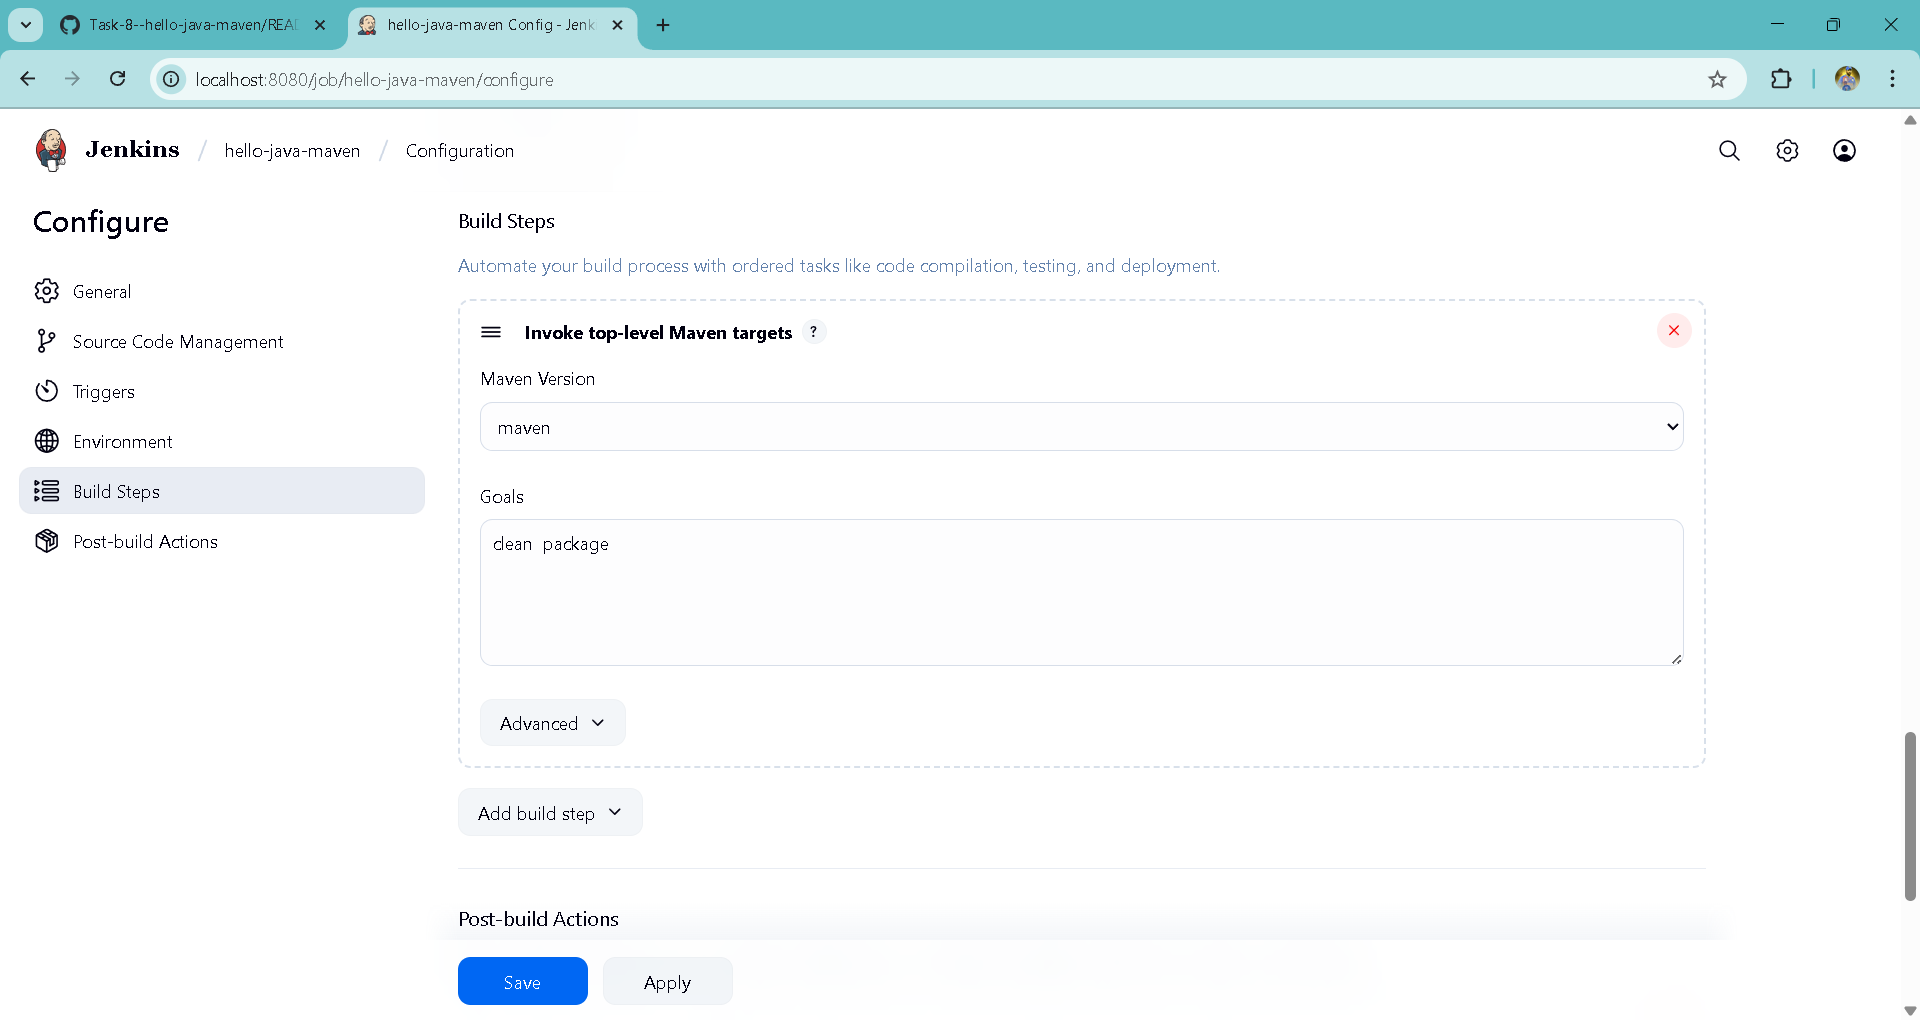 Task-8--hello-java-maven/REA
hello-java-maven Config - Jenk
localhost:8080/job/hello-java-maven/configure
Jenkins / hello-java-maven / Configuration
Configure
General
Source Code Management
Triggers
Environment
Build Steps
Post-build Actions
Build Steps
Automate your build process with ordered tasks like code compilation, testing, and deployment.
Invoke top-level Maven targets ?
Maven Version
maven
Goals
clean package
Advanced
Add build step
Post-build Actions
Save
Apply